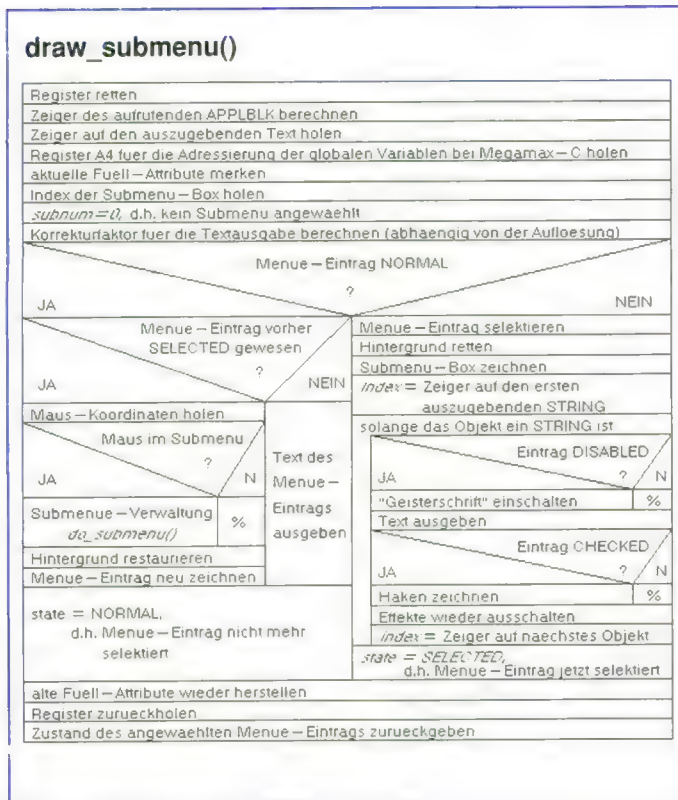 draw_submenu()
Register retten
Zeiger des aufrufenden APPLBLK berechnen
Zeiger auf den auszugebenden Text holen
Register A4 fuer die Adressierung der globalen Variablen bei Megamax–C holen
aktuelle Fuell–Attribute merken
Index der Submenu–Box holen
subnum=0, d.h. kein Submenu angewaehlt
Korrekturfaktor fuer die Textausgabe berechnen (abhaengig von der Aufloesung)
Menue–Eintrag NORMAL
?
JA
NEIN
Menue–Eintrag vorher
SELECTED gewesen
?
JA
NEIN
Maus–Koordinaten holen
Maus im Submenu
?
JA
N
Submenue–Verwaltung
do_submenu()
%
Hintergrund restaurieren
Menue–Eintrag neu zeichnen
Text des
Menue–
Eintrags
ausgeben
state = NORMAL,
d.h. Menue–Eintrag nicht mehr
selektiert
Menue–Eintrag selektieren
Hintergrund retten
Submenu–Box zeichnen
index = Zeiger auf den ersten
auszugebenden STRING
solange das Objekt ein STRING ist
Eintrag DISABLED
?
JA
N
"Geisterschrift" einschalten
%
Text ausgeben
Eintrag CHECKED
?
JA
N
Haken zeichnen
%
Effekte wieder ausschalten
index = Zeiger auf naechstes Objekt
state = SELECTED,
d.h. Menue–Eintrag jetzt selektiert
alte Fuell–Attribute wieder herstellen
Register zurueckholen
Zustand des angewaehlten Menue–Eintrags zurueckgeben